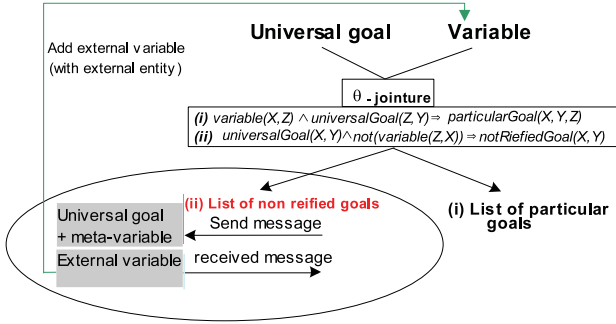 Add external variable
(with external entity)
Universal goal
Variable
θ - jointure
(i) variable(X,Z) ∧ universalGoal(Z,Y) ⇒ particularGoal(X,Y,Z)
(ii) universalGoal(X,Y) ∧ not(variable(Z,X)) ⇒ notRiefiedGoal(X,Y)
(ii) List of non reified goals
(i) List of particular
goals
Universal goal
+ meta-variable
Send message
External variable
received message